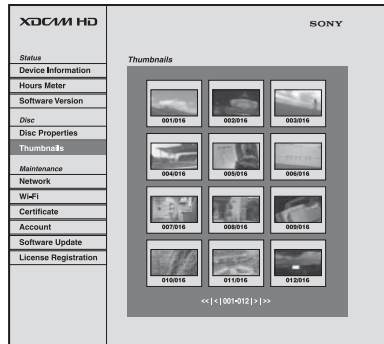 XDCAM HD
SONY
Status
Device Information
Hours Meter
Software Version
Disc
Disc Properties
Thumbnails
Maintenance
Network
Wi-Fi
Certificate
Account
Software Update
License Registration
Thumbnails
001/016
002/016
003/016
004/016
005/016
006/016
007/016
008/016
009/016
010/016
011/016
012/016
<< | < | 001-012 | > | >>